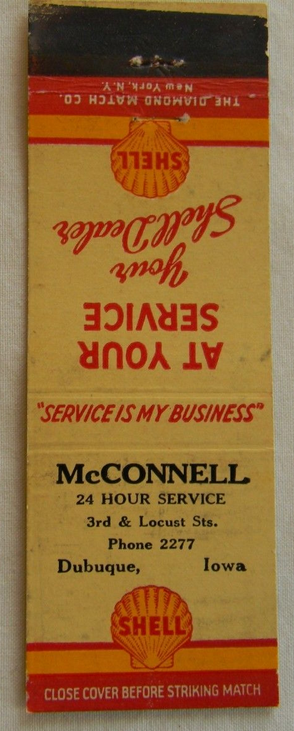 THE DIAMOND MATCH CO.
New York, N.Y.
SHELL
Your
Shell Dealer
AT YOUR
SERVICE
"SERVICE IS MY BUSINESS"
McCONNELL
24 HOUR SERVICE
3rd & Locust Sts.
Phone 2277
Dubuque, Iowa
SHELL
CLOSE COVER BEFORE STRIKING MATCH